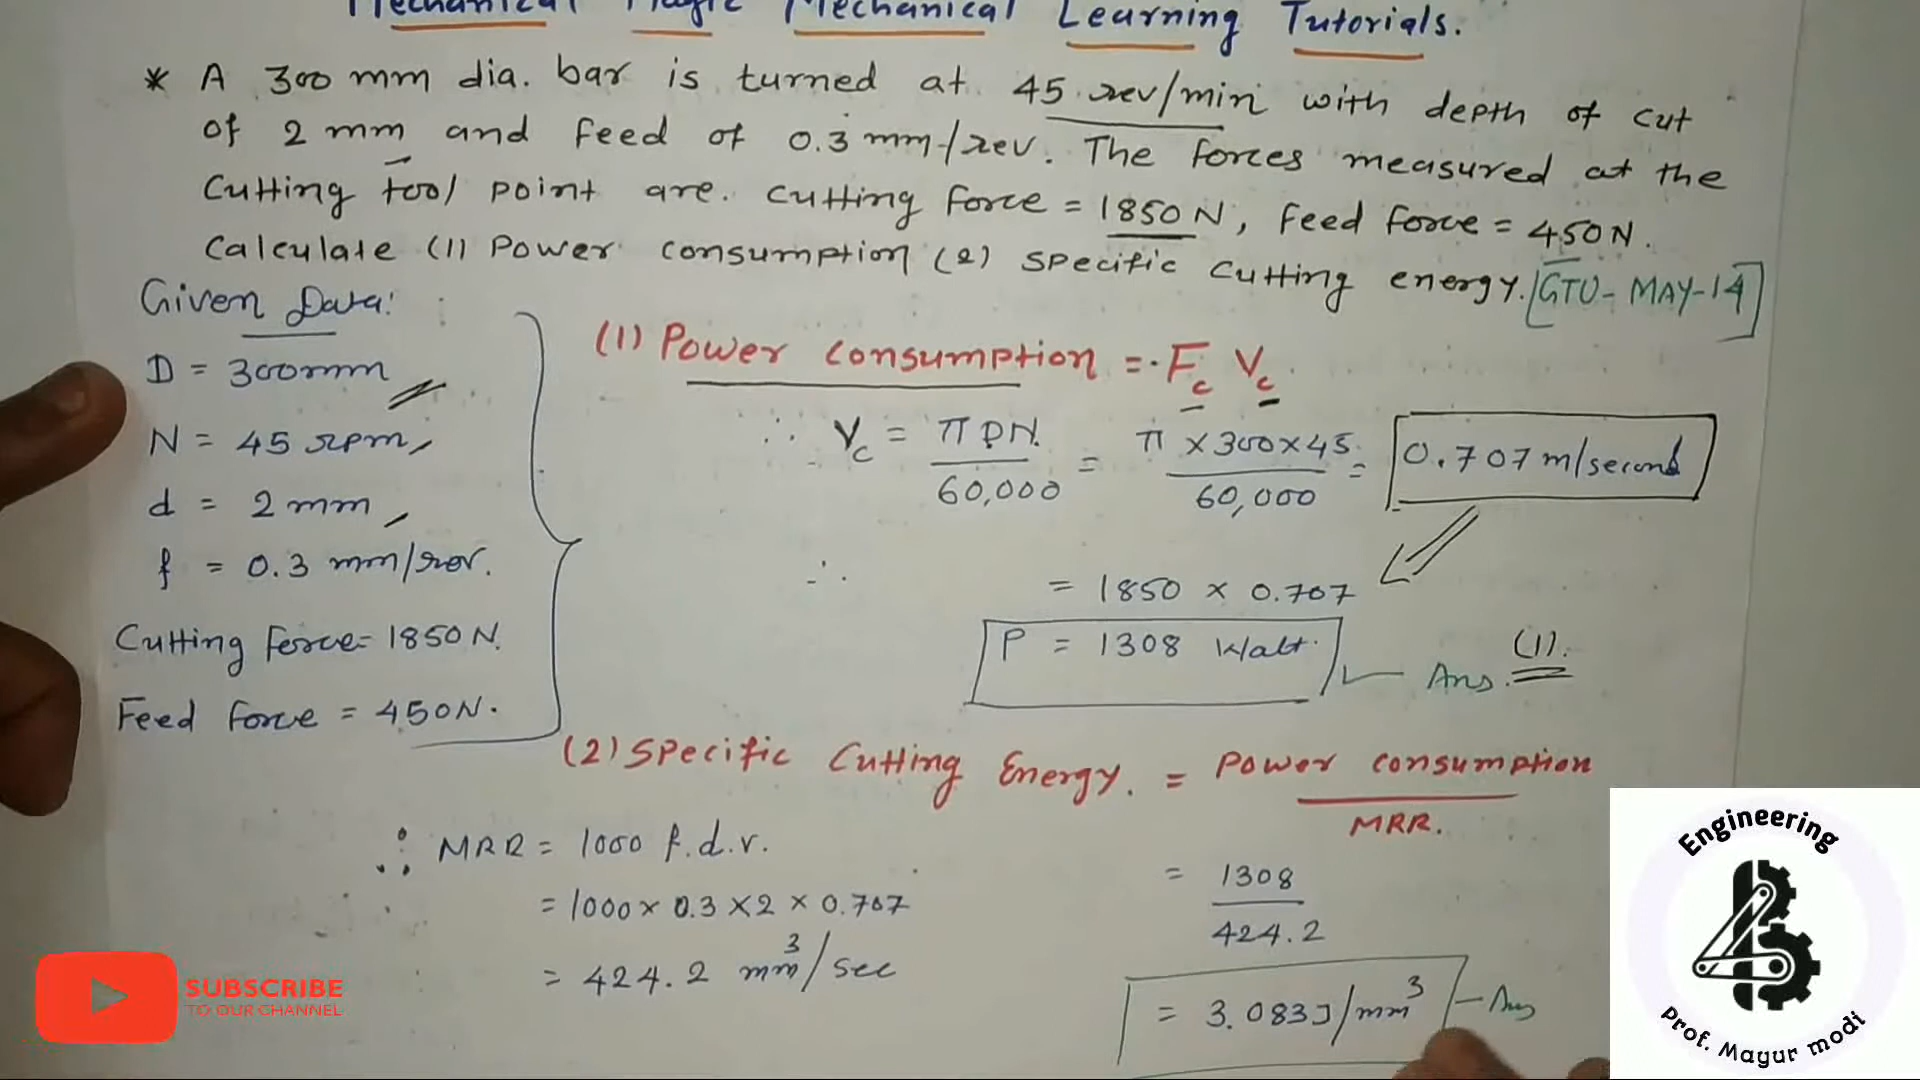 Mechanical Magic Mechanical Learning Tutorials.
* A 300 mm dia. bar is turned at 45 rev/min with depth of cut
of 2 mm and feed of 0.3 mm/rev. The forces measured at the
cutting tool point are. cutting force = 1850 N, feed force = 450 N.
Calculate (1) Power consumption (2) specific cutting energy. [GTU- MAY-14]
Given Data:
D = 300mm
N = 45 rpm
d = 2 mm
f = 0.3 mm/rev.
Cutting force = 1850 N.
Feed force = 450N.
(1) Power consumption = Fc Vc
∴ Vc = πDN / 60,000 = π × 300 × 45 / 60,000 = 0.707 m/second
∴ = 1850 × 0.707
P = 1308 Watt. Ans. (1).
(2) Specific Cutting Energy. = Power consumption / MRR.
∴ MRR = 1000 f.d.v.
= 1000 × 0.3 × 2 × 0.707
= 424.2 mm³/sec
= 1308 / 424.2
= 3.083 J/mm³ - Ans
SUBSCRIBE
TO OUR CHANNEL
Engineering
Prof. Mayur modi